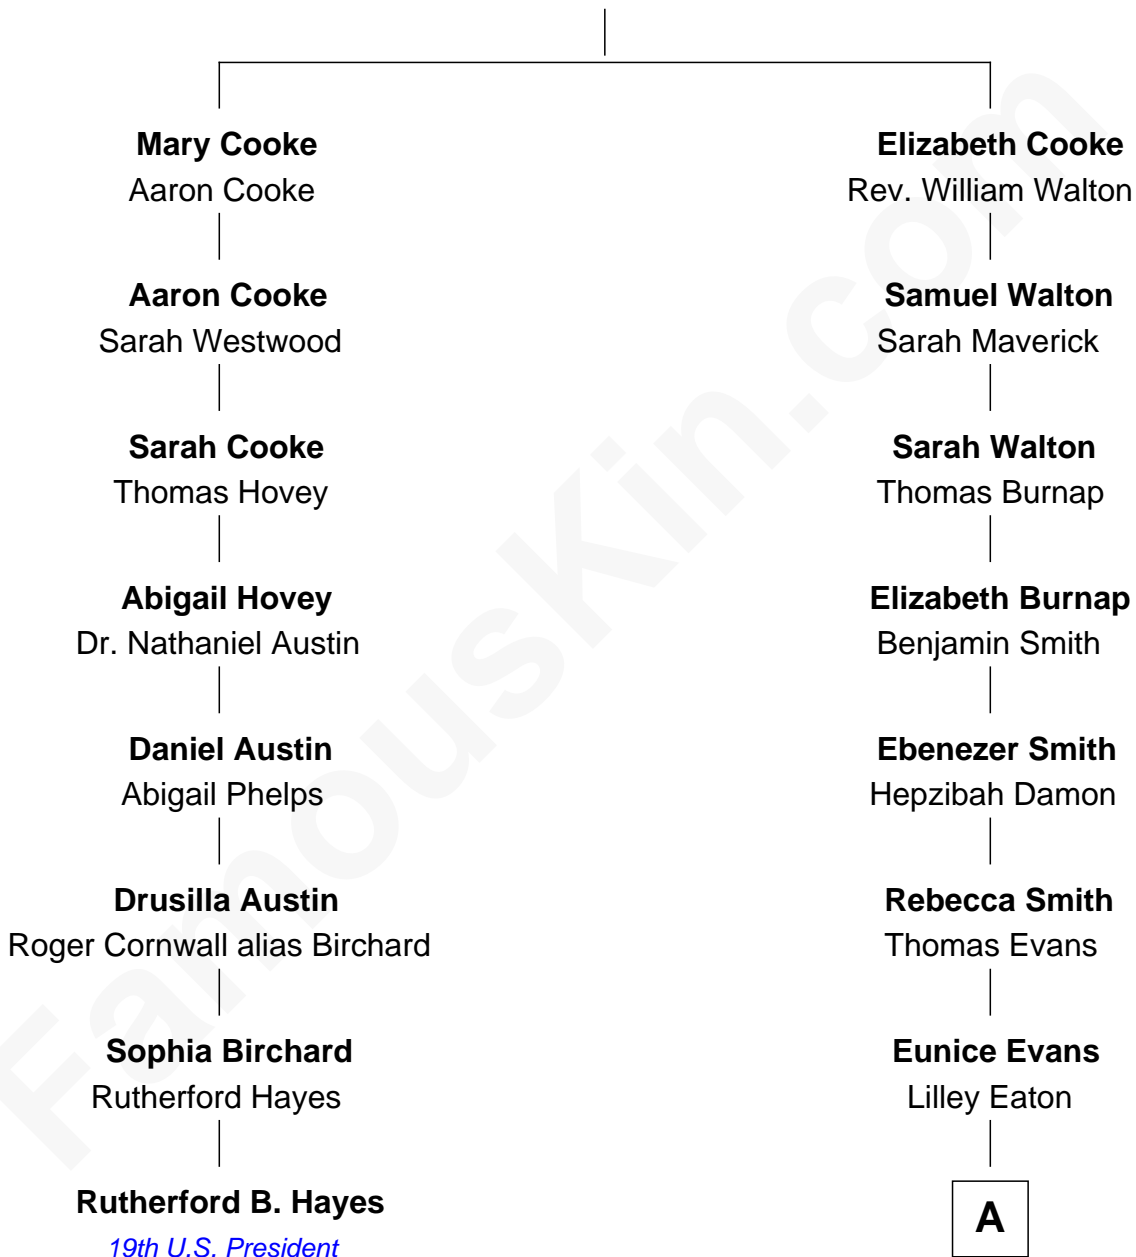 Mary Cooke
Aaron Cooke
Aaron Cooke
Sarah Westwood
Sarah Cooke
Thomas Hovey
Abigail Hovey
Dr. Nathaniel Austin
Daniel Austin
Abigail Phelps
Drusilla Austin
Roger Cornwall alias Birchard
Sophia Birchard
Rutherford Hayes
Rutherford B. Hayes
19th U.S. President
Elizabeth Cooke
Rev. William Walton
Samuel Walton
Sarah Maverick
Sarah Walton
Thomas Burnap
Elizabeth Burnap
Benjamin Smith
Ebenezer Smith
Hepzibah Damon
Rebecca Smith
Thomas Evans
Eunice Evans
Lilley Eaton
A
FamousKin.com